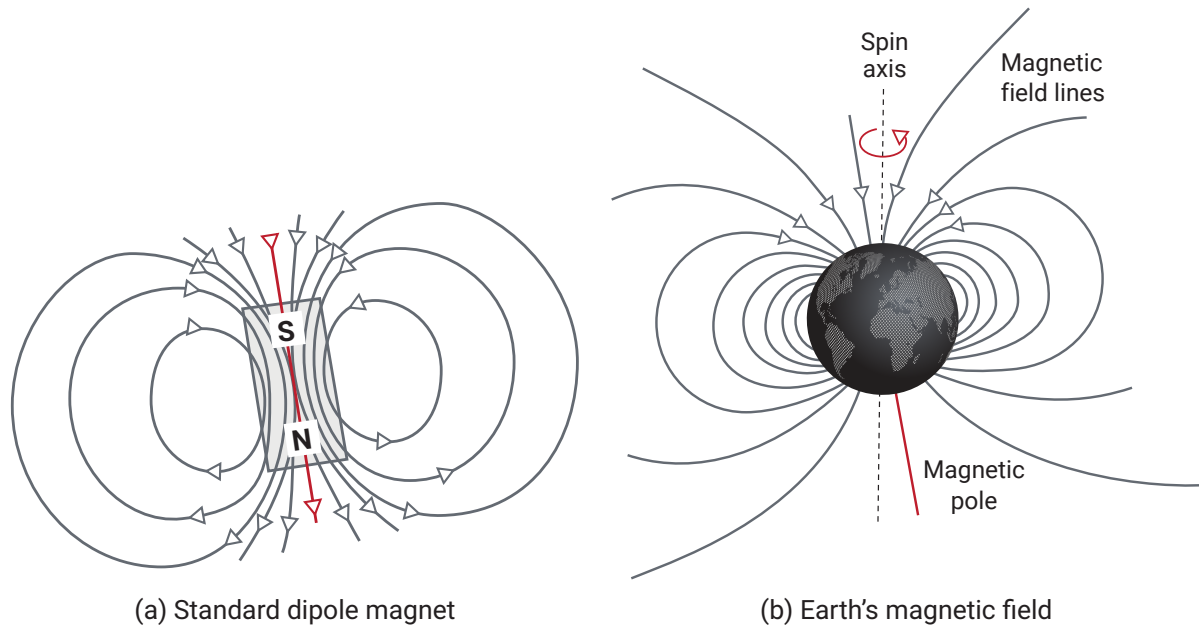 Spin
axis
Magnetic
field lines
S
N
Magnetic
pole
(a) Standard dipole magnet
(b) Earth's magnetic field